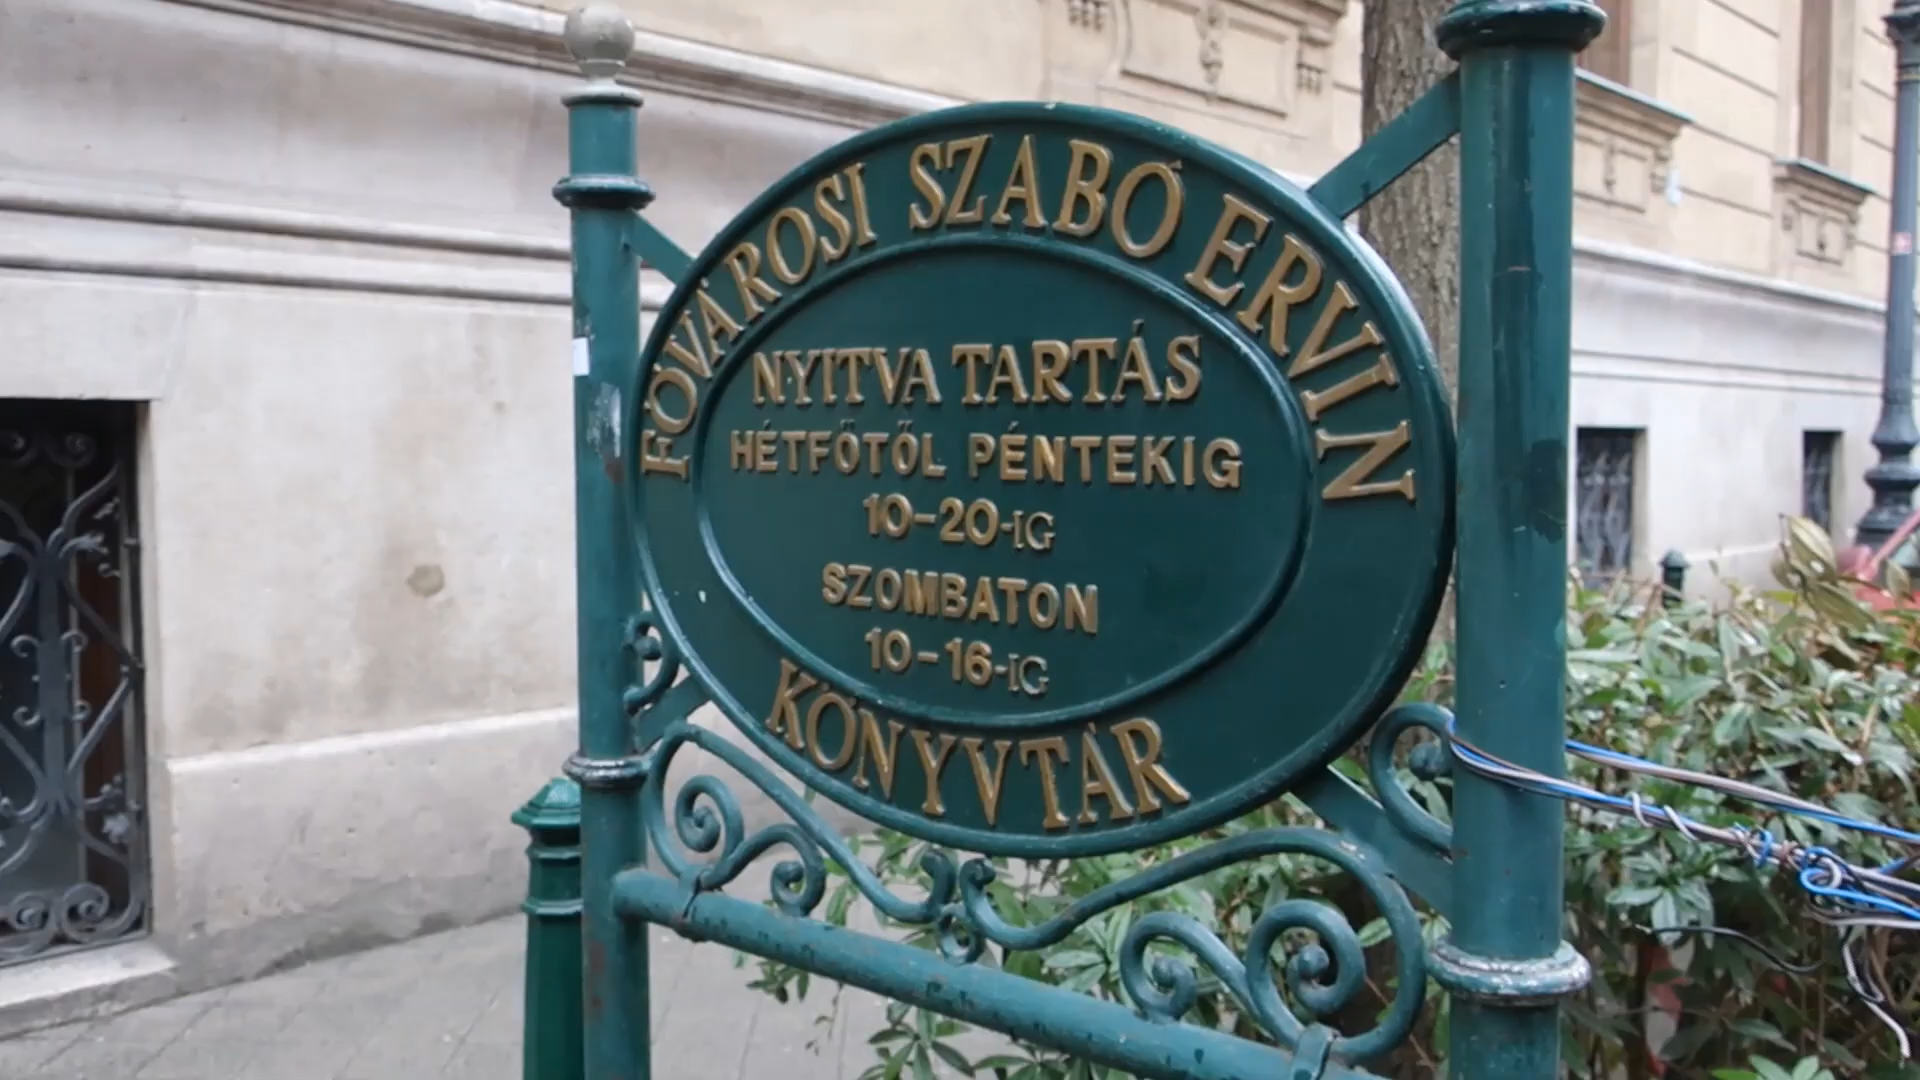 FŐVÁROSI SZABÓ ERVIN
NYITVA TARTÁS
HÉTFŐTŐL PÉNTEKIG
10-20-IG
SZOMBATON
10-16-IG
KÖNYVTÁR